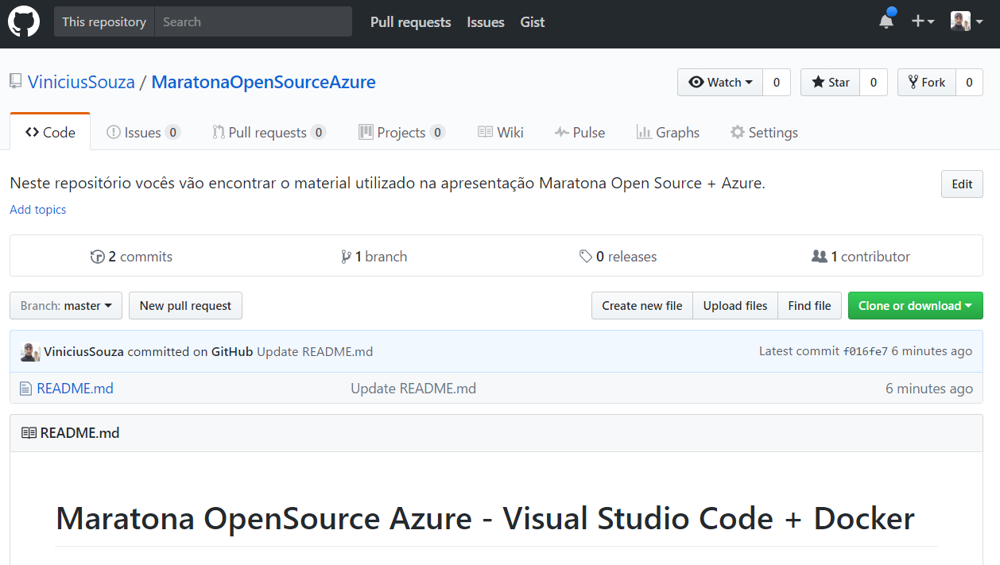 This repository Search Pull requests Issues Gist
ViniciusSouza / MaratonaOpenSourceAzure Watch 0 Star 0 Fork 0
Code Issues 0 Pull requests 0 Projects 0 Wiki Pulse Graphs Settings
Neste repositório vocês vão encontrar o material utilizado na apresentação Maratona Open Source + Azure. Edit
Add topics
2 commits 1 branch 0 releases 1 contributor
Branch: master New pull request Create new file Upload files Find file Clone or download
ViniciusSouza committed on GitHub Update README.md Latest commit f016fe7 6 minutes ago
README.md Update README.md 6 minutes ago
README.md
Maratona OpenSource Azure - Visual Studio Code + Docker